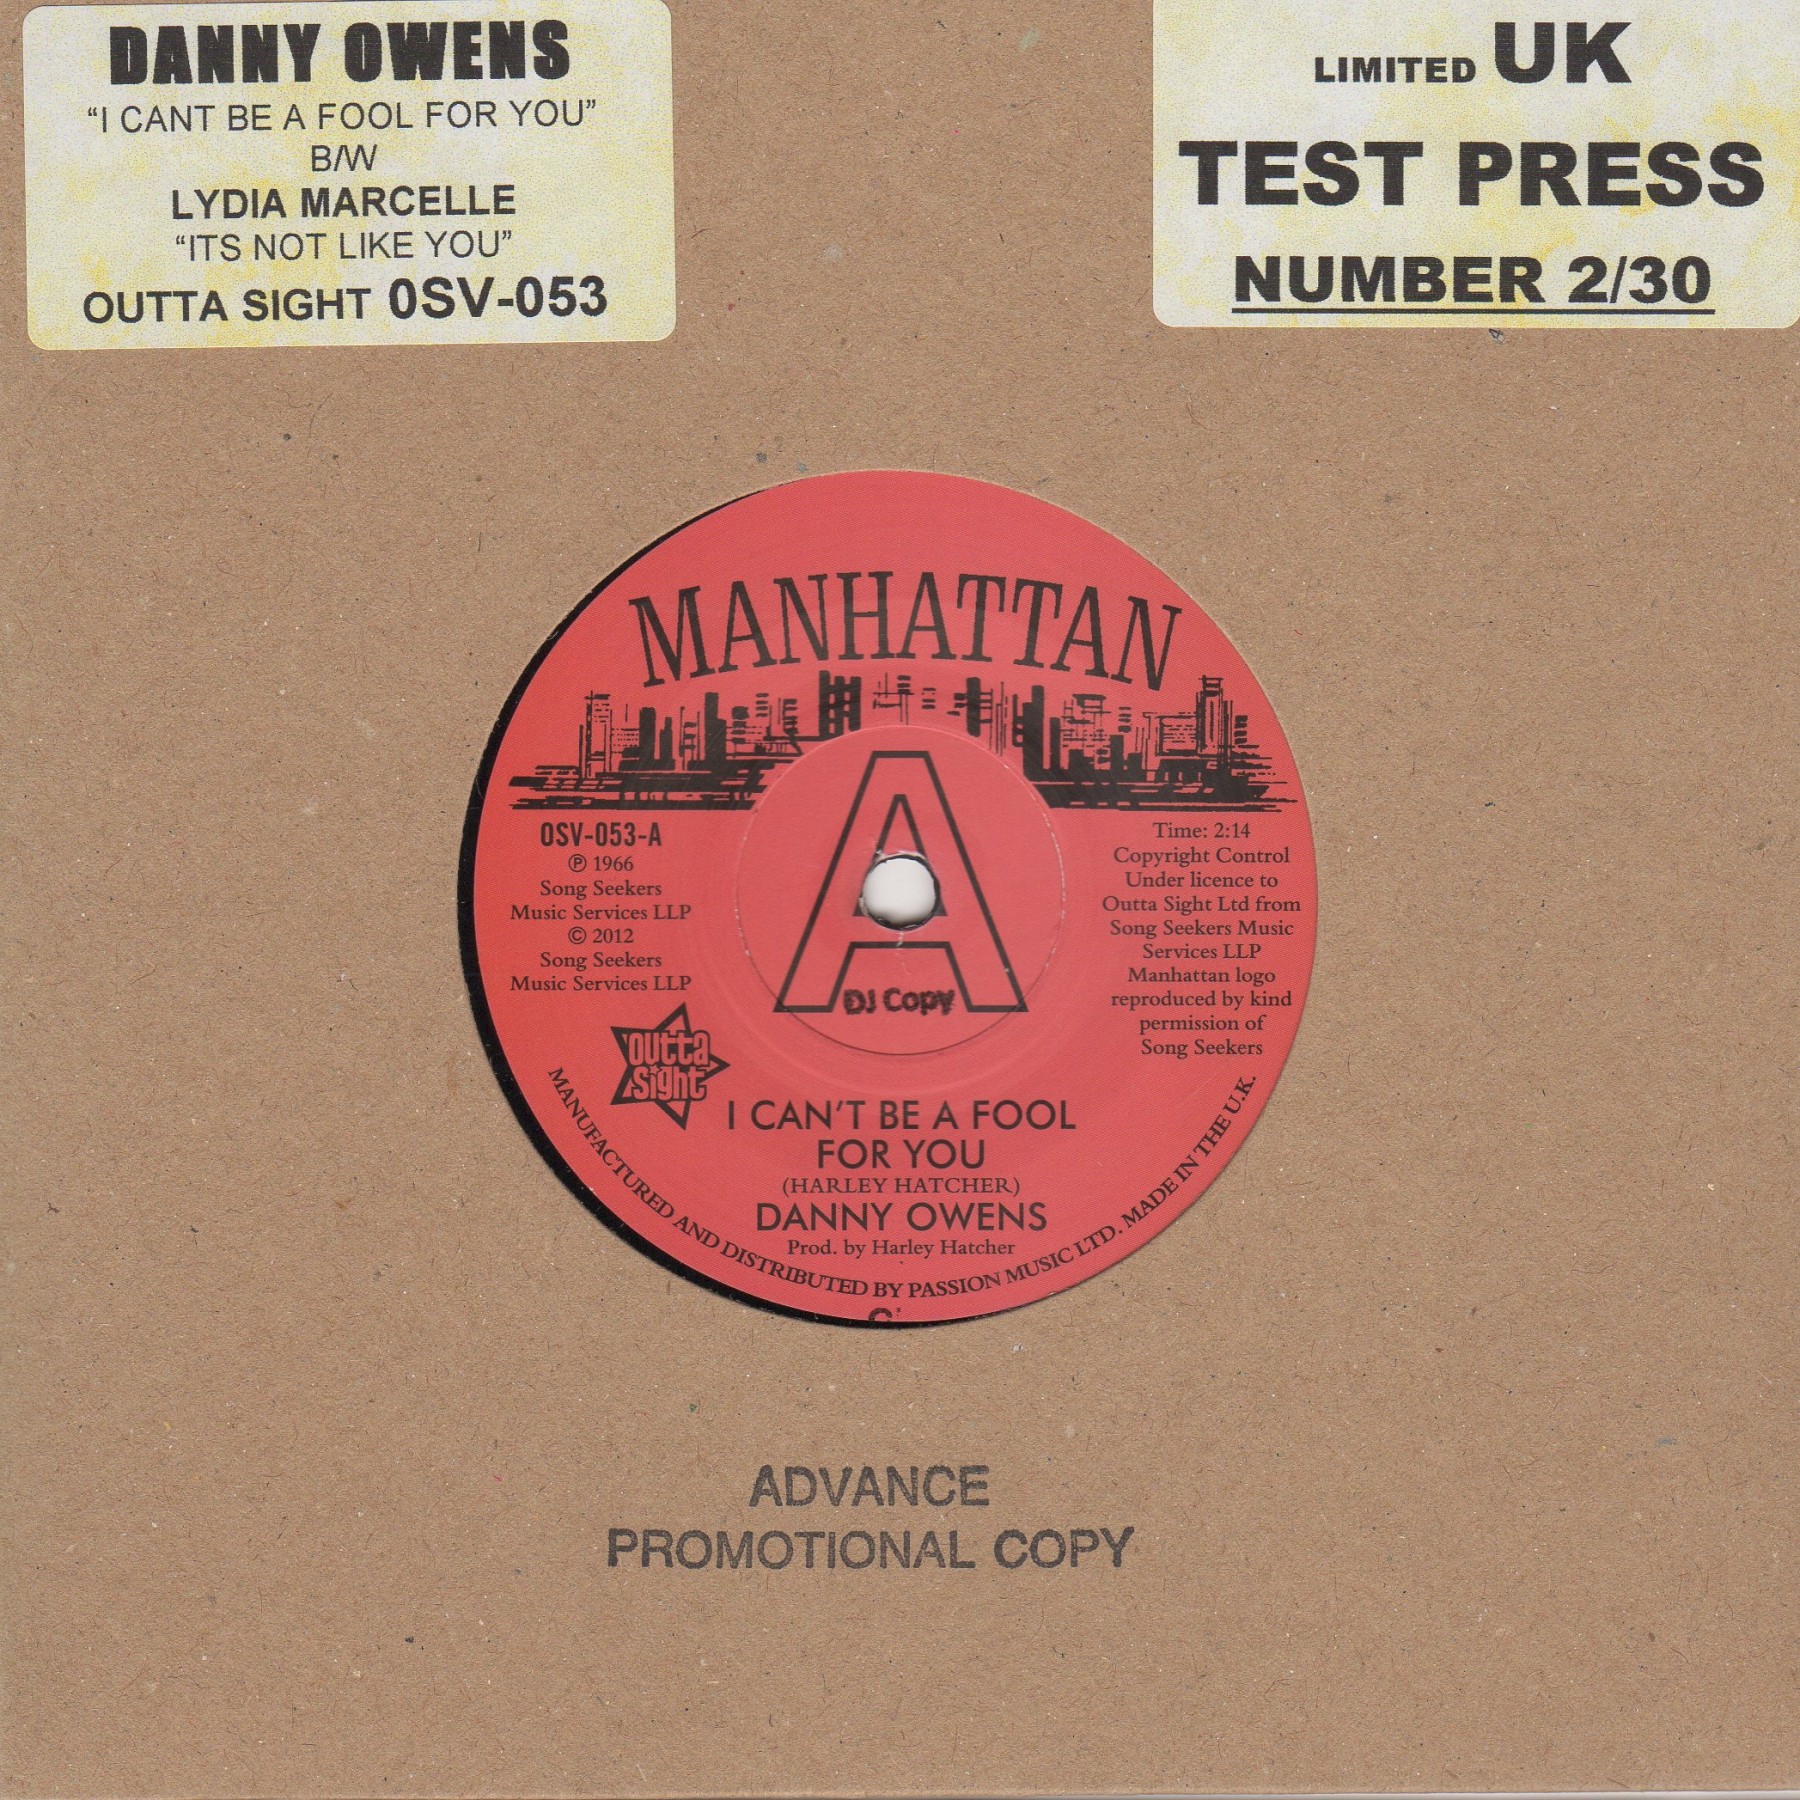 DANNY OWENS
“I CANT BE A FOOL FOR YOU”
B/W
LYDIA MARCELLE
“ITS NOT LIKE YOU”
OUTTA SIGHT 0SV-053
LIMITED UK
TEST PRESS
NUMBER 2/30
MANHATTAN
A
DJ Copy
0SV-053-A
℗ 1966
Song Seekers
Music Services LLP
© 2012
Song Seekers
Music Services LLP
Time: 2:14
Copyright Control
Under licence to
Outta Sight Ltd from
Song Seekers Music
Services LLP
Manhattan logo
reproduced by kind
permission of
Song Seekers
outta
sight
I CAN'T BE A FOOL
FOR YOU
(HARLEY HATCHER)
DANNY OWENS
Prod. by Harley Hatcher
MANUFACTURED AND DISTRIBUTED BY PASSION MUSIC LTD. MADE IN THE U.K.
ADVANCE
PROMOTIONAL COPY